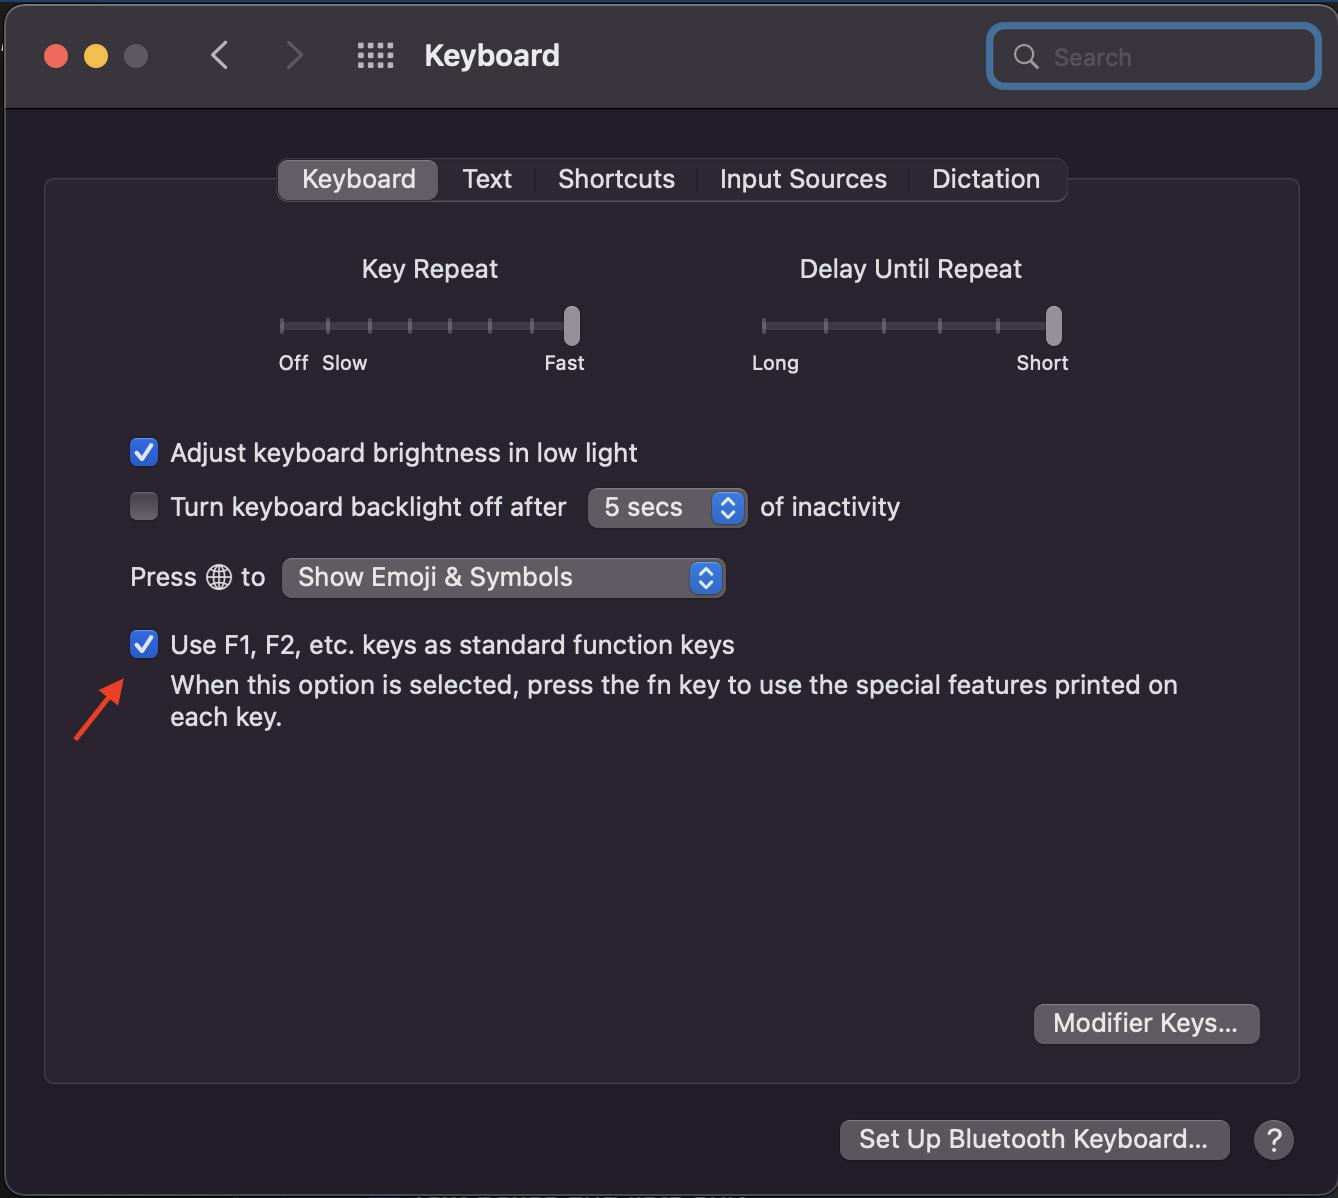 Keyboard
Search
Keyboard Text Shortcuts Input Sources Dictation
Key Repeat Delay Until Repeat
Off Slow Fast Long Short
Adjust keyboard brightness in low light
Turn keyboard backlight off after 5 secs of inactivity
Press to Show Emoji & Symbols
Use F1, F2, etc. keys as standard function keys
When this option is selected, press the fn key to use the special features printed on
each key.
Modifier Keys...
Set Up Bluetooth Keyboard... ?